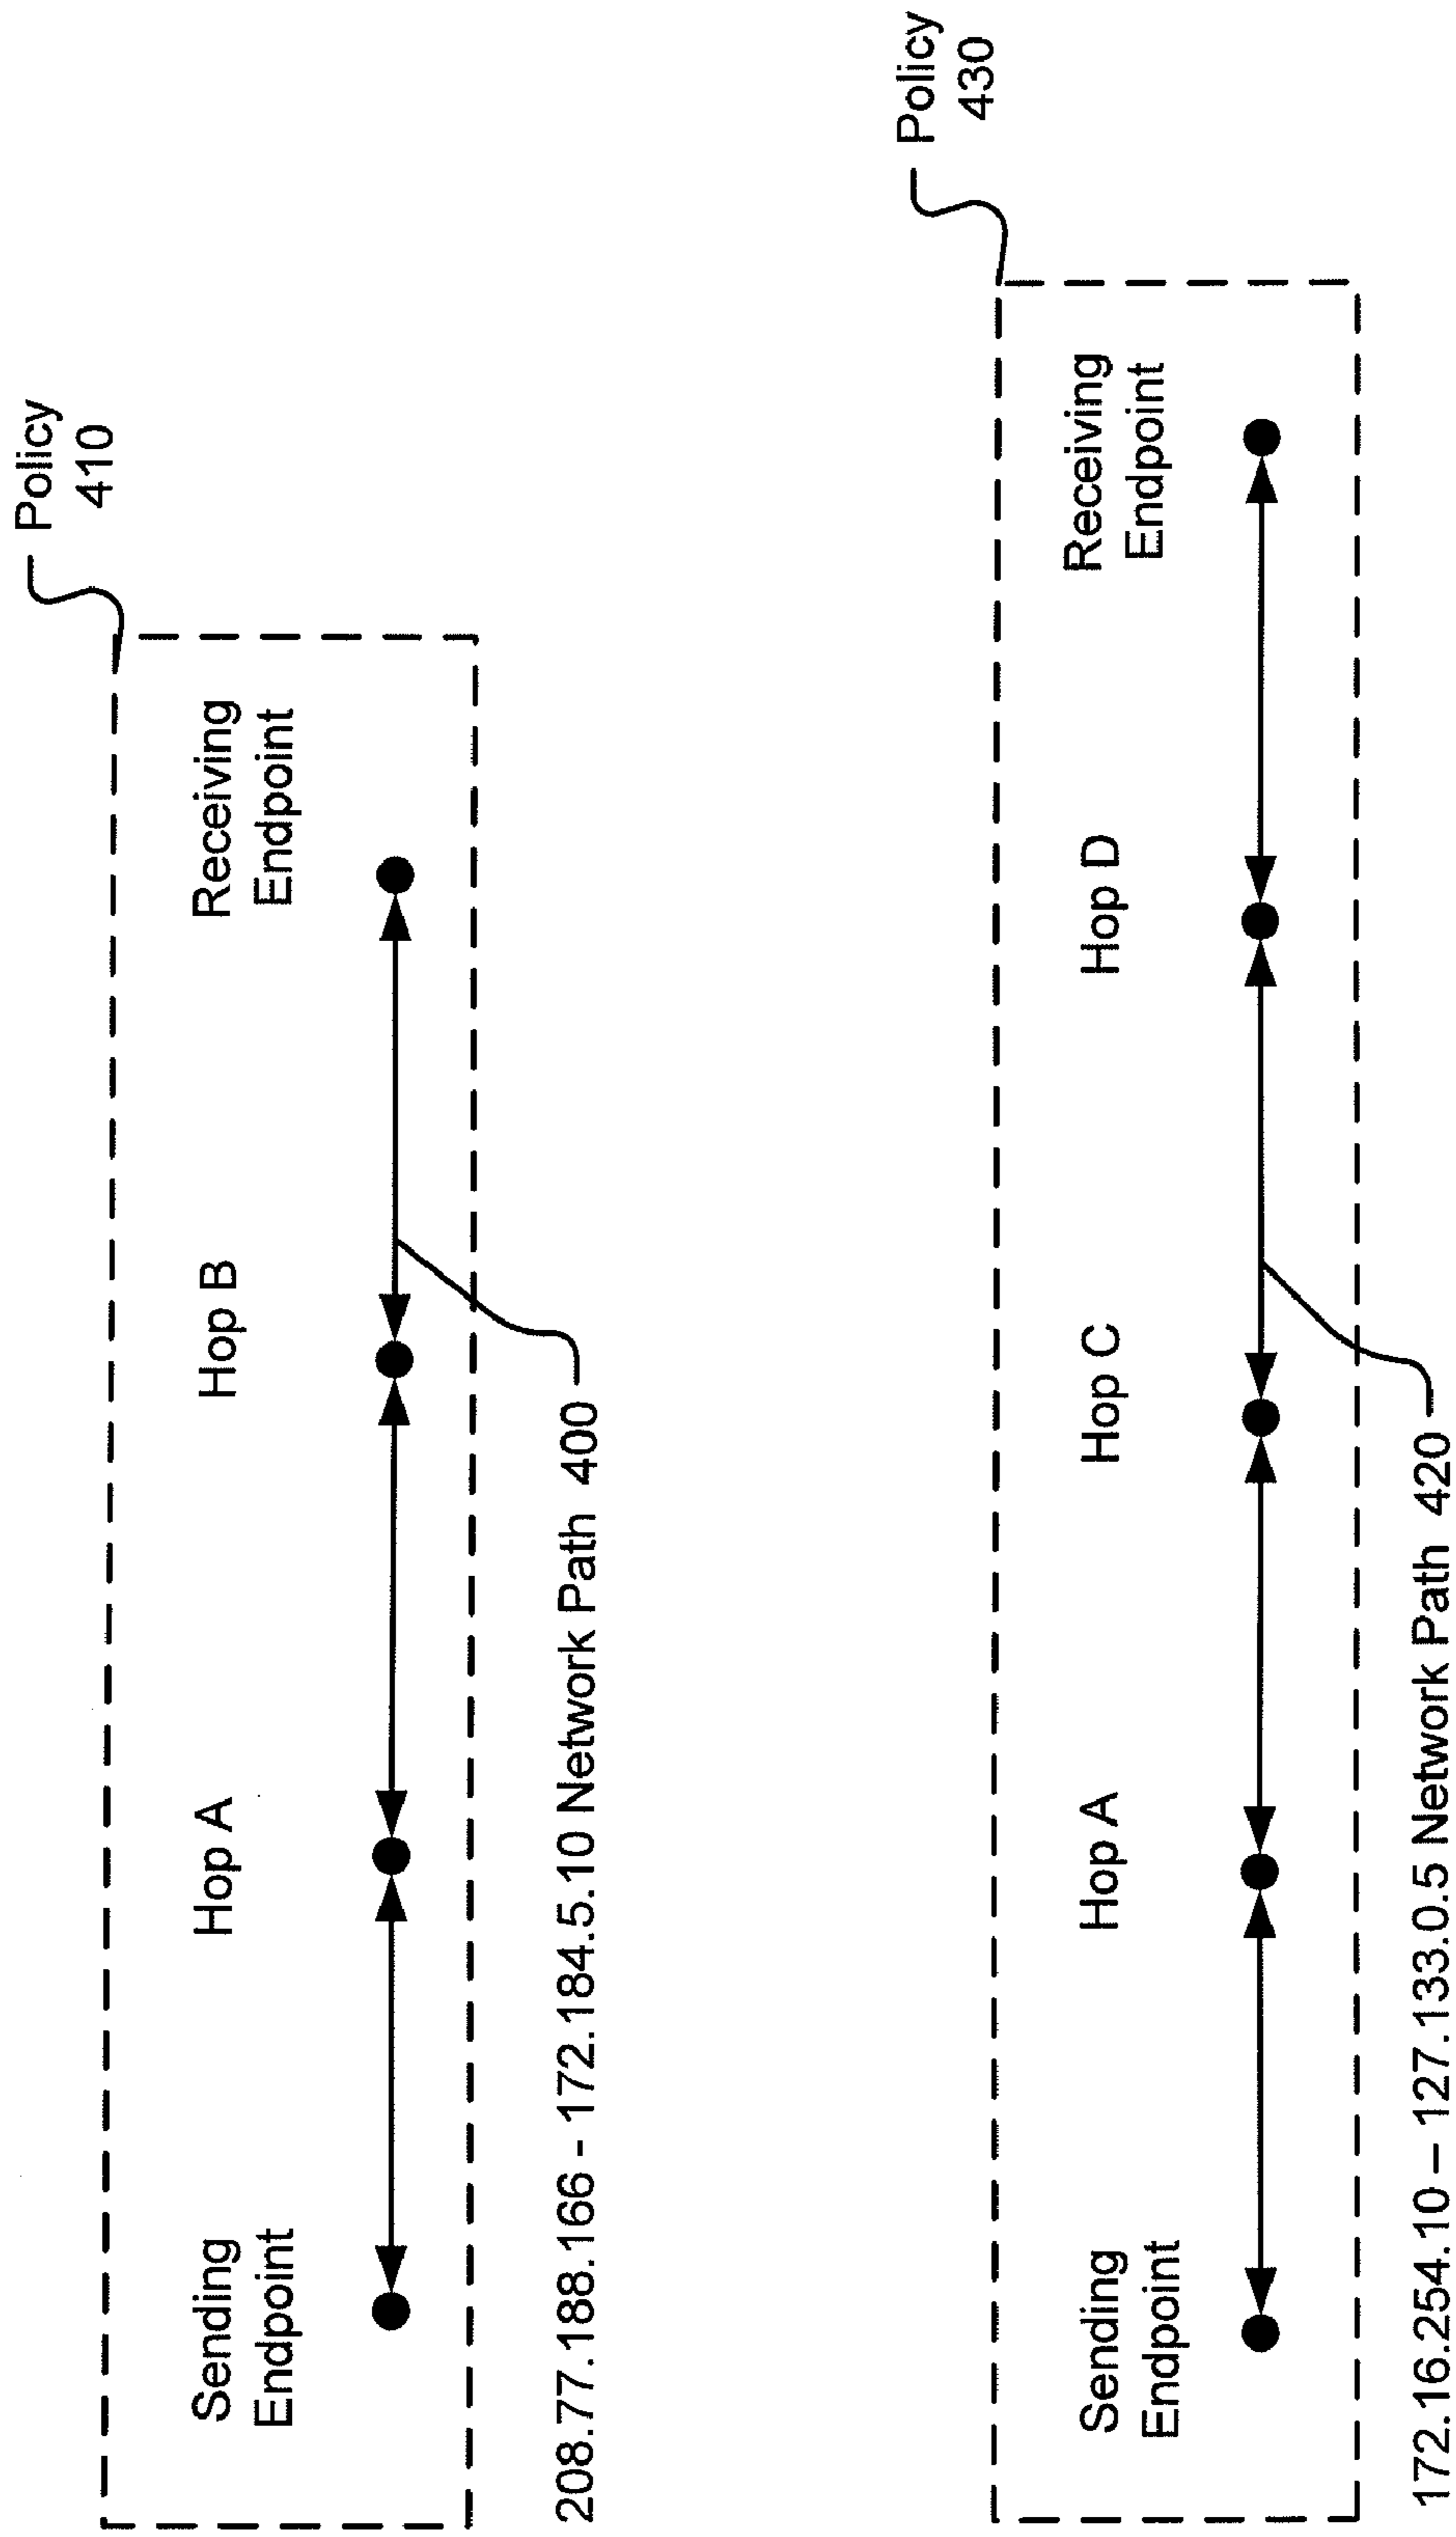 Policy
410
Sending
Endpoint
Hop A
Hop B
Receiving
Endpoint
208.77.188.166 - 172.184.5.10 Network Path 400
Policy
430
Sending
Endpoint
Hop A
Hop C
Hop D
Receiving
Endpoint
172.16.254.10 – 127.133.0.5 Network Path 420